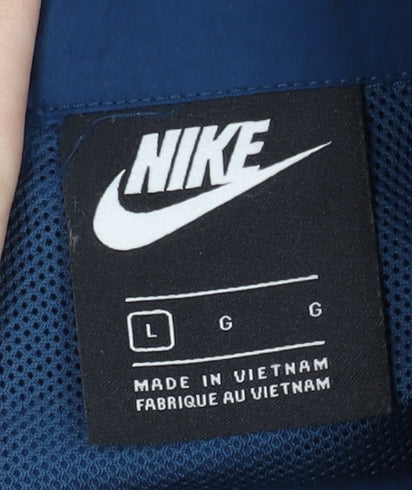 NIKE
L G G
MADE IN VIETNAM
FABRIQUE AU VIETNAM